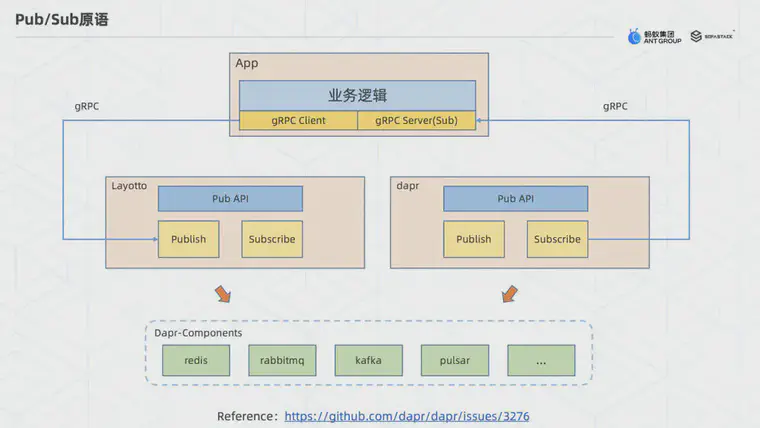 Pub/Sub原语
蚂蚁集团
ANT GROUP
SOFASTACK
App
业务逻辑
gRPC
gRPC
gRPC Client
gRPC Server(Sub)
Layotto
Pub API
Publish
Subscribe
dapr
Pub API
Publish
Subscribe
Dapr-Components
redis
rabbitmq
kafka
pulsar
...
Reference：https://github.com/dapr/dapr/issues/3276